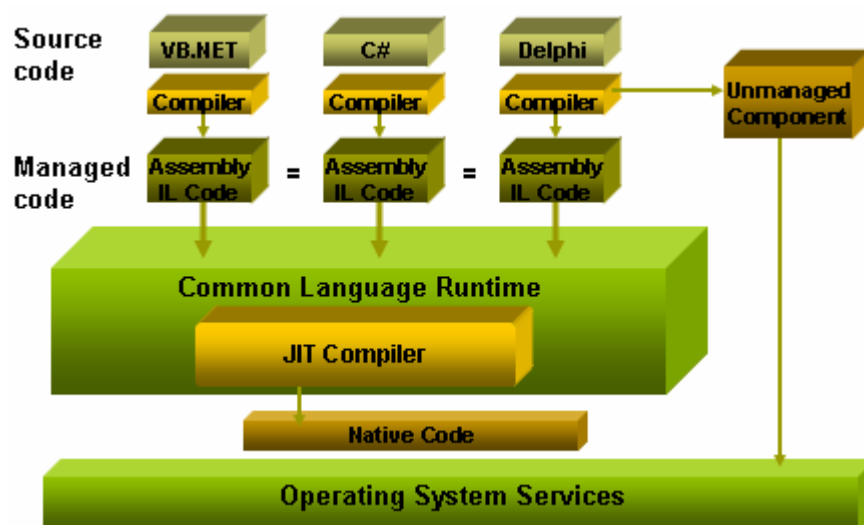 Source
code
VB.NET
C#
Delphi
Compiler
Compiler
Compiler
Unmanaged
Component
Managed
code
Assembly
IL Code
=
Assembly
IL Code
=
Assembly
IL Code
Common Language Runtime
JIT Compiler
Native Code
Operating System Services